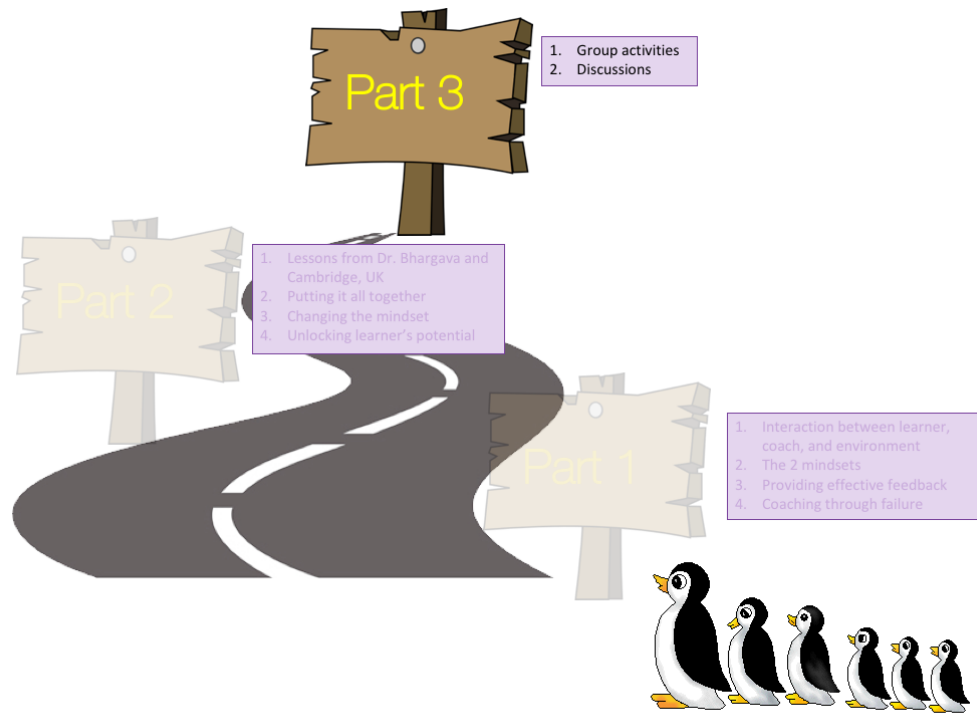 Part 3
1. Group activities
2. Discussions
Part 2
1. Lessons from Dr. Bhargava and
Cambridge, UK
2. Putting it all together
3. Changing the mindset
4. Unlocking learner's potential
Part 1
1. Interaction between learner,
coach, and environment
2. The 2 mindsets
3. Providing effective feedback
4. Coaching through failure